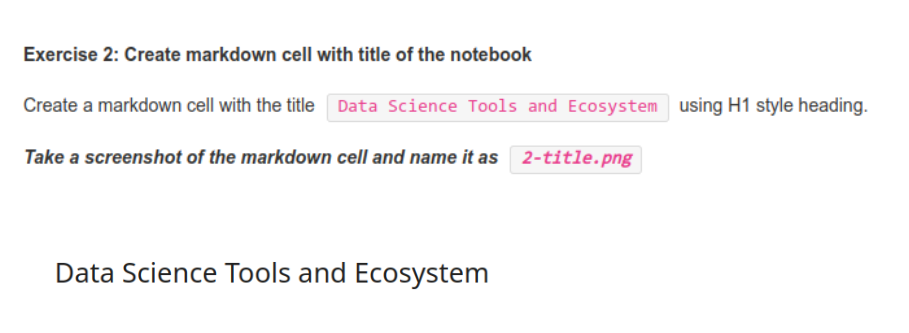 Exercise 2: Create markdown cell with title of the notebook
Create a markdown cell with the title Data Science Tools and Ecosystem using H1 style heading.
Take a screenshot of the markdown cell and name it as 2-title.png
Data Science Tools and Ecosystem